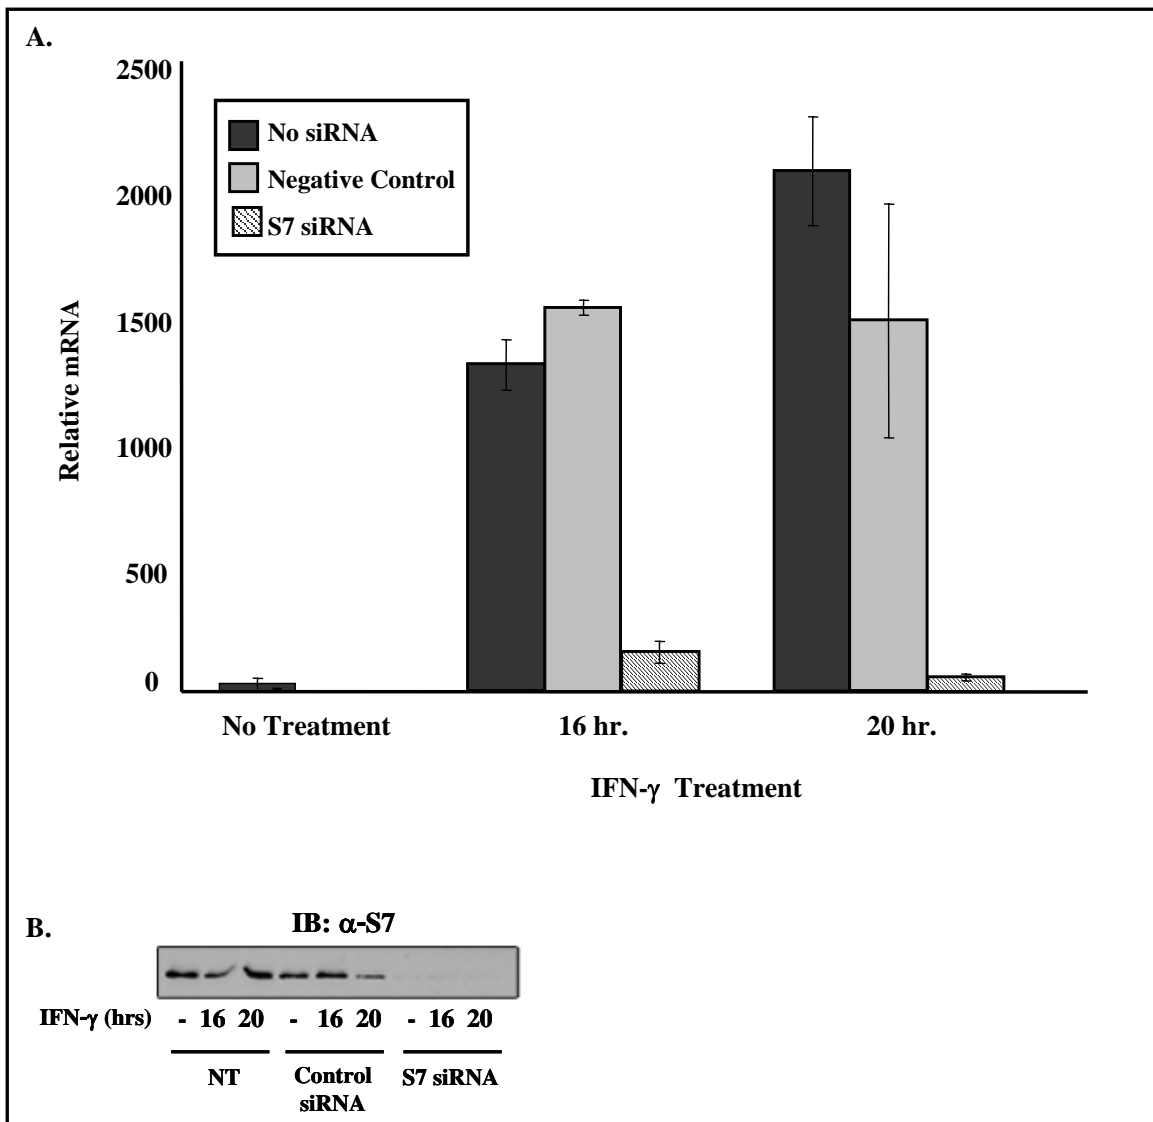 A.
2500
2000
1500
1000
500
0
Relative mRNA
No siRNA
Negative Control
S7 siRNA
No Treatment 16 hr. 20 hr.
IFN-γ Treatment
B.
IB: α-S7
IFN-γ (hrs) - 16 20 - 16 20 - 16 20
NT Control siRNA S7 siRNA